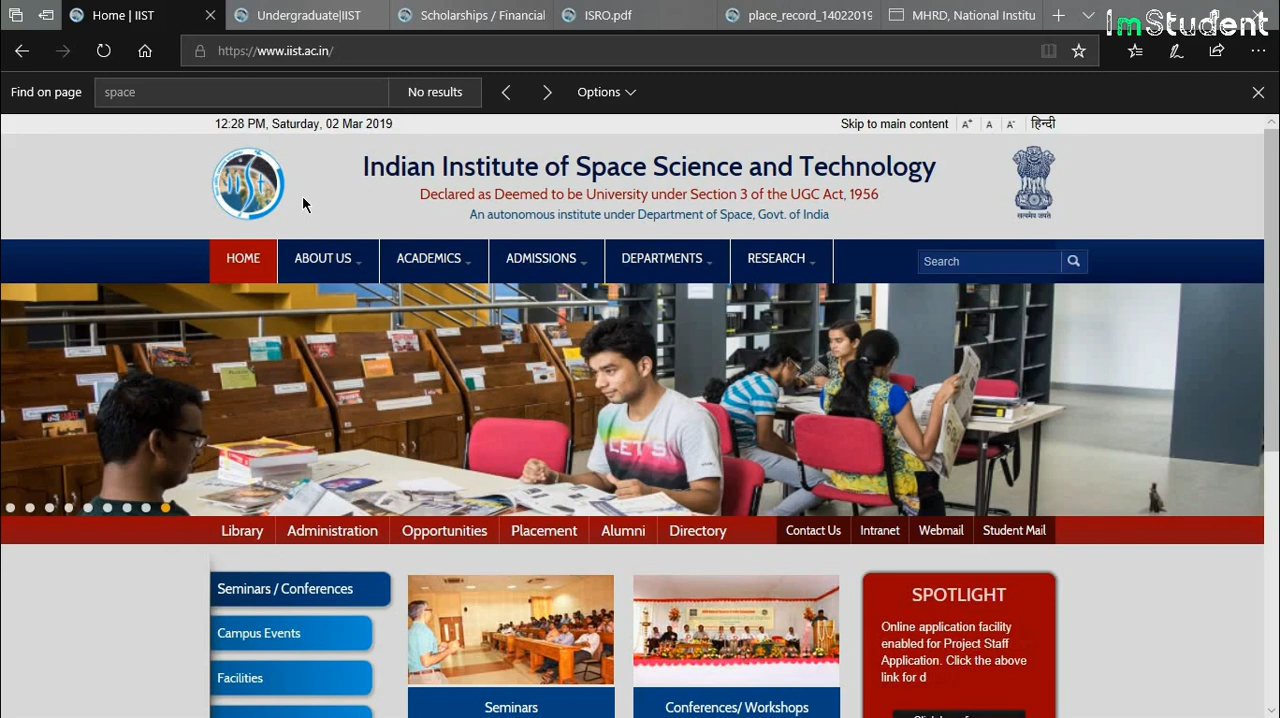 Home | IIST
Undergraduate|IIST
Scholarships / Financial
ISRO.pdf
place_record_14022019
MHRD, National Institu
ImStudent
https://www.iist.ac.in/
Find on page
space
No results
Options
12:28 PM, Saturday, 02 Mar 2019
Skip to main content
A+
A
A-
हिन्दी
Indian Institute of Space Science and Technology
Declared as Deemed to be University under Section 3 of the UGC Act, 1956
An autonomous institute under Department of Space, Govt. of India
iist
सत्यमेव जयते
HOME
ABOUT US
ACADEMICS
ADMISSIONS
DEPARTMENTS
RESEARCH
Search
LET'S
Library
Administration
Opportunities
Placement
Alumni
Directory
Contact Us
Intranet
Webmail
Student Mail
Seminars / Conferences
Campus Events
Facilities
Seminars
Conferences/ Workshops
SPOTLIGHT
Online application facility
enabled for Project Staff
Application. Click the above
link for d